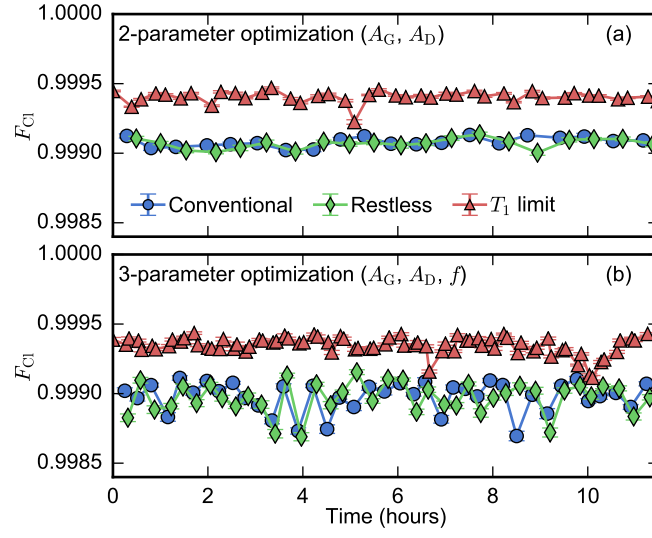 1.0000
2-parameter optimization (A_G, A_D) (a)
0.9995
F_Cl
0.9990
Conventional Restless T_1 limit
0.9985
1.0000
3-parameter optimization (A_G, A_D, f) (b)
0.9995
F_Cl
0.9990
0.9985
0 2 4 6 8 10
Time (hours)